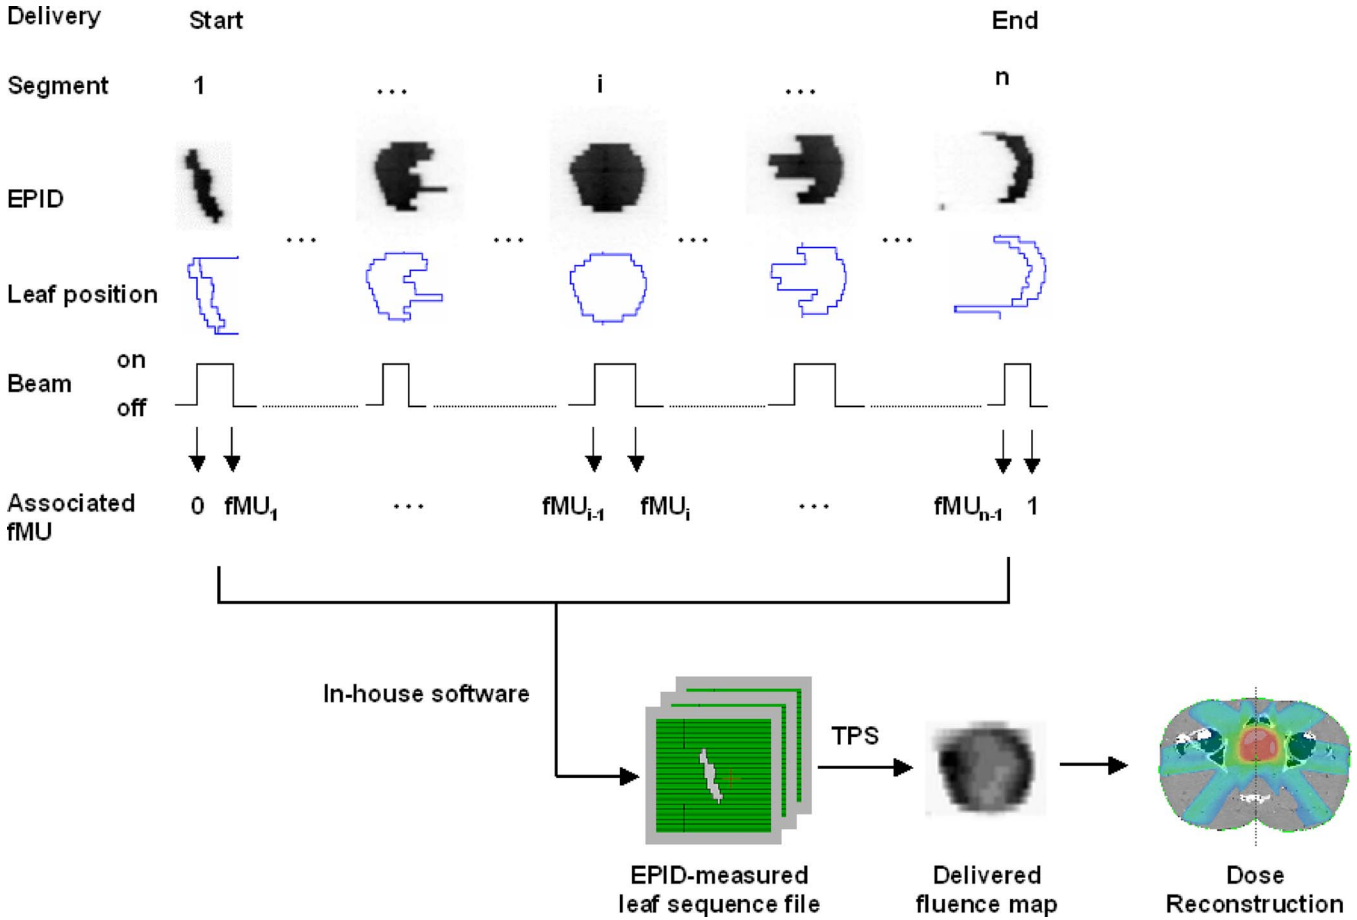 Delivery Start End
Segment 1 ... i ... n
EPID
... ... ... ...
Leaf position
on
Beam
off
Associated 0 fMU1 ... fMUi-1 fMUi ... fMUn-1 1
fMU
In-house software
TPS
EPID-measured Delivered Dose
leaf sequence file fluence map Reconstruction